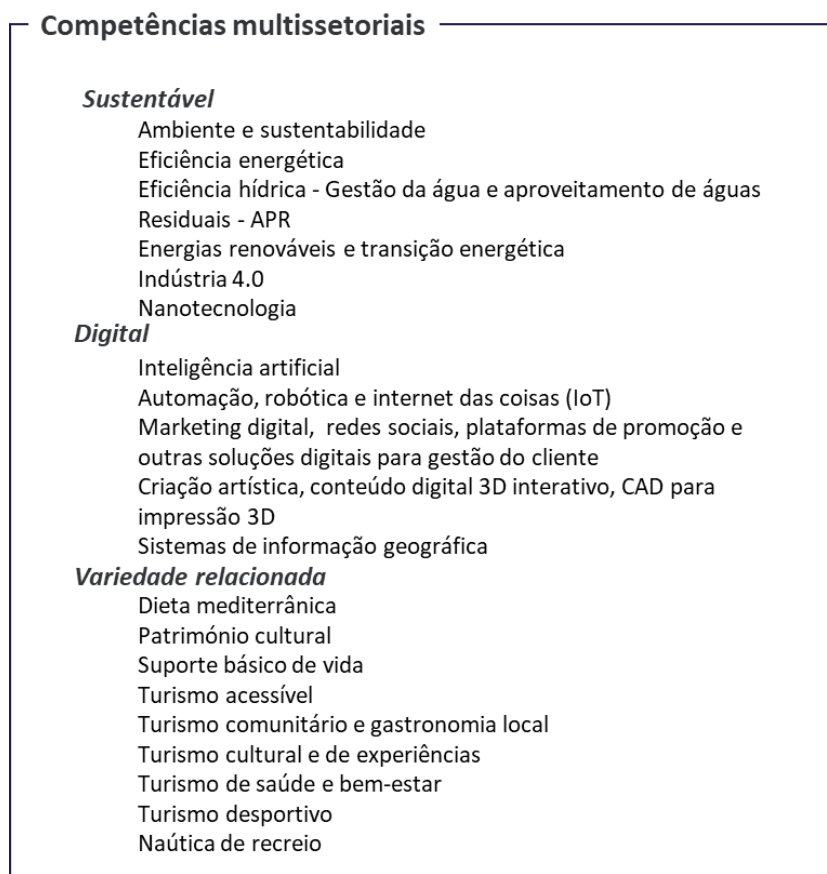 Competências multissetoriais
Sustentável
Ambiente e sustentabilidade
Eficiência energética
Eficiência hídrica - Gestão da água e aproveitamento de águas
Residuais - APR
Energias renováveis e transição energética
Indústria 4.0
Nanotecnologia
Digital
Inteligência artificial
Automação, robótica e internet das coisas (IoT)
Marketing digital, redes sociais, plataformas de promoção e
outras soluções digitais para gestão do cliente
Criação artística, conteúdo digital 3D interativo, CAD para
impressão 3D
Sistemas de informação geográfica
Variedade relacionada
Dieta mediterrânica
Património cultural
Suporte básico de vida
Turismo acessível
Turismo comunitário e gastronomia local
Turismo cultural e de experiências
Turismo de saúde e bem-estar
Turismo desportivo
Naútica de recreio